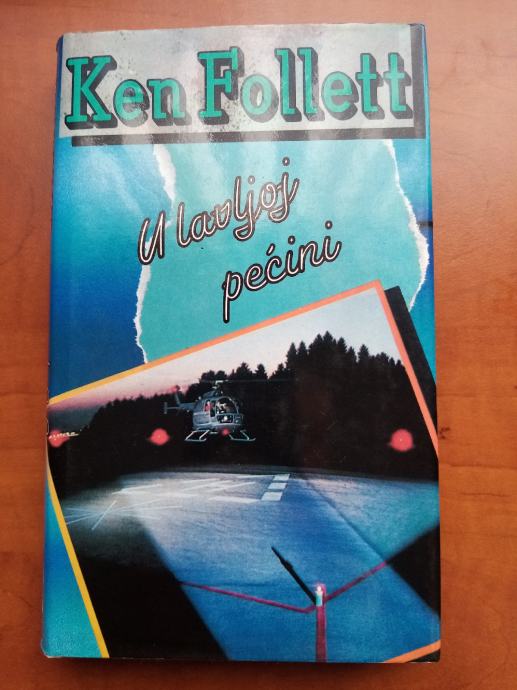 Ken Follett
U lavljoj
pećini